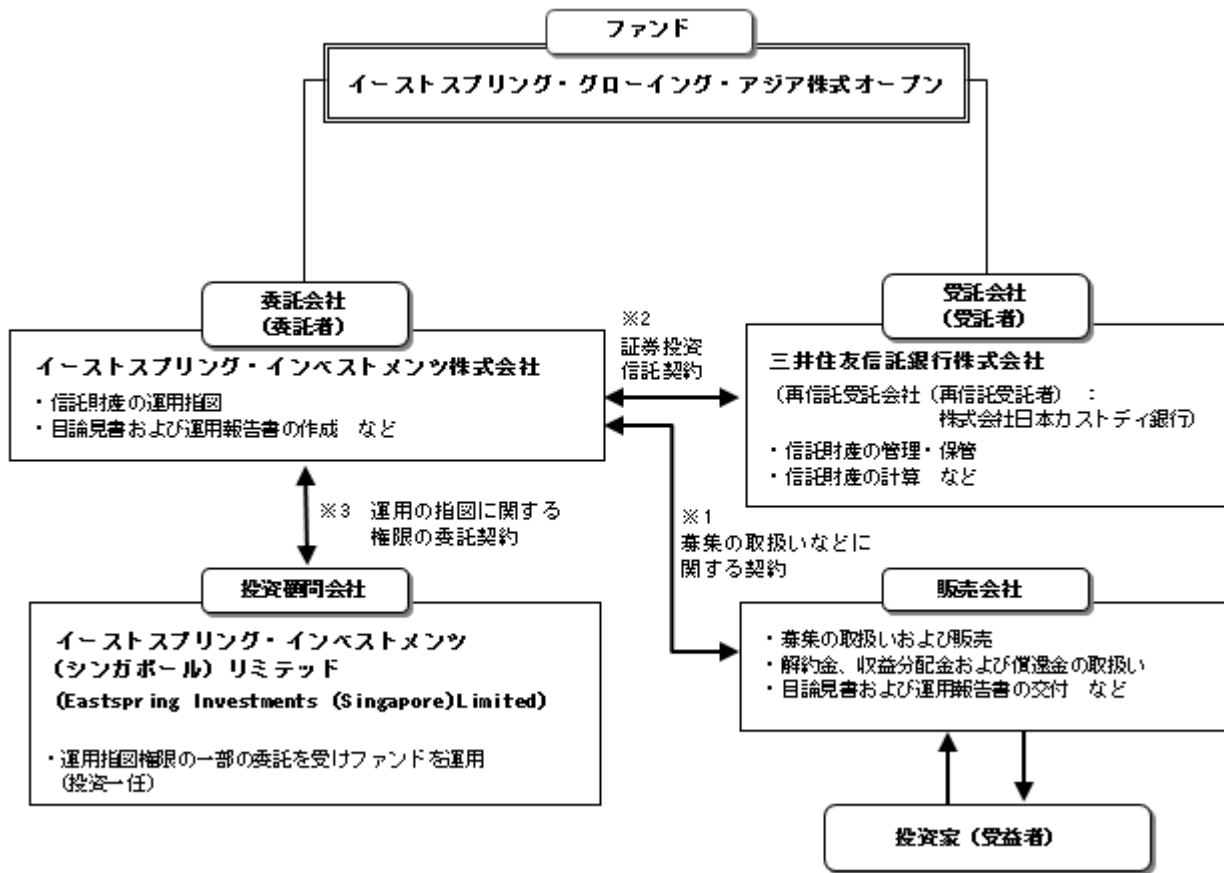 ファンド
イーストスプリング・グローイング・アジア株式オープン
委託会社
(委託者)
イーストスプリング・インベストメンツ株式会社
・信託財産の運用指図
・目論見書および運用報告書の作成 など
※2
証券投資
信託契約
受託会社
(受託者)
三井住友信託銀行株式会社
(再信託受託会社(再信託受託者) :
株式会社日本カストディ銀行)
・信託財産の管理・保管
・信託財産の計算 など
※3 運用の指図に関する
権限の委託契約
※1
募集の取扱いなどに
関する契約
投資顧問会社
イーストスプリング・インベストメンツ
(シンガポール) リミテッド
(Eastspring Investments (Singapore)Limited)
・運用指図権限の一部の委託を受けファンドを運用
(投資一任)
販売会社
・募集の取扱いおよび販売
・解約金、収益分配金および償還金の取扱い
・目論見書および運用報告書の交付 など
投資家(受益者)